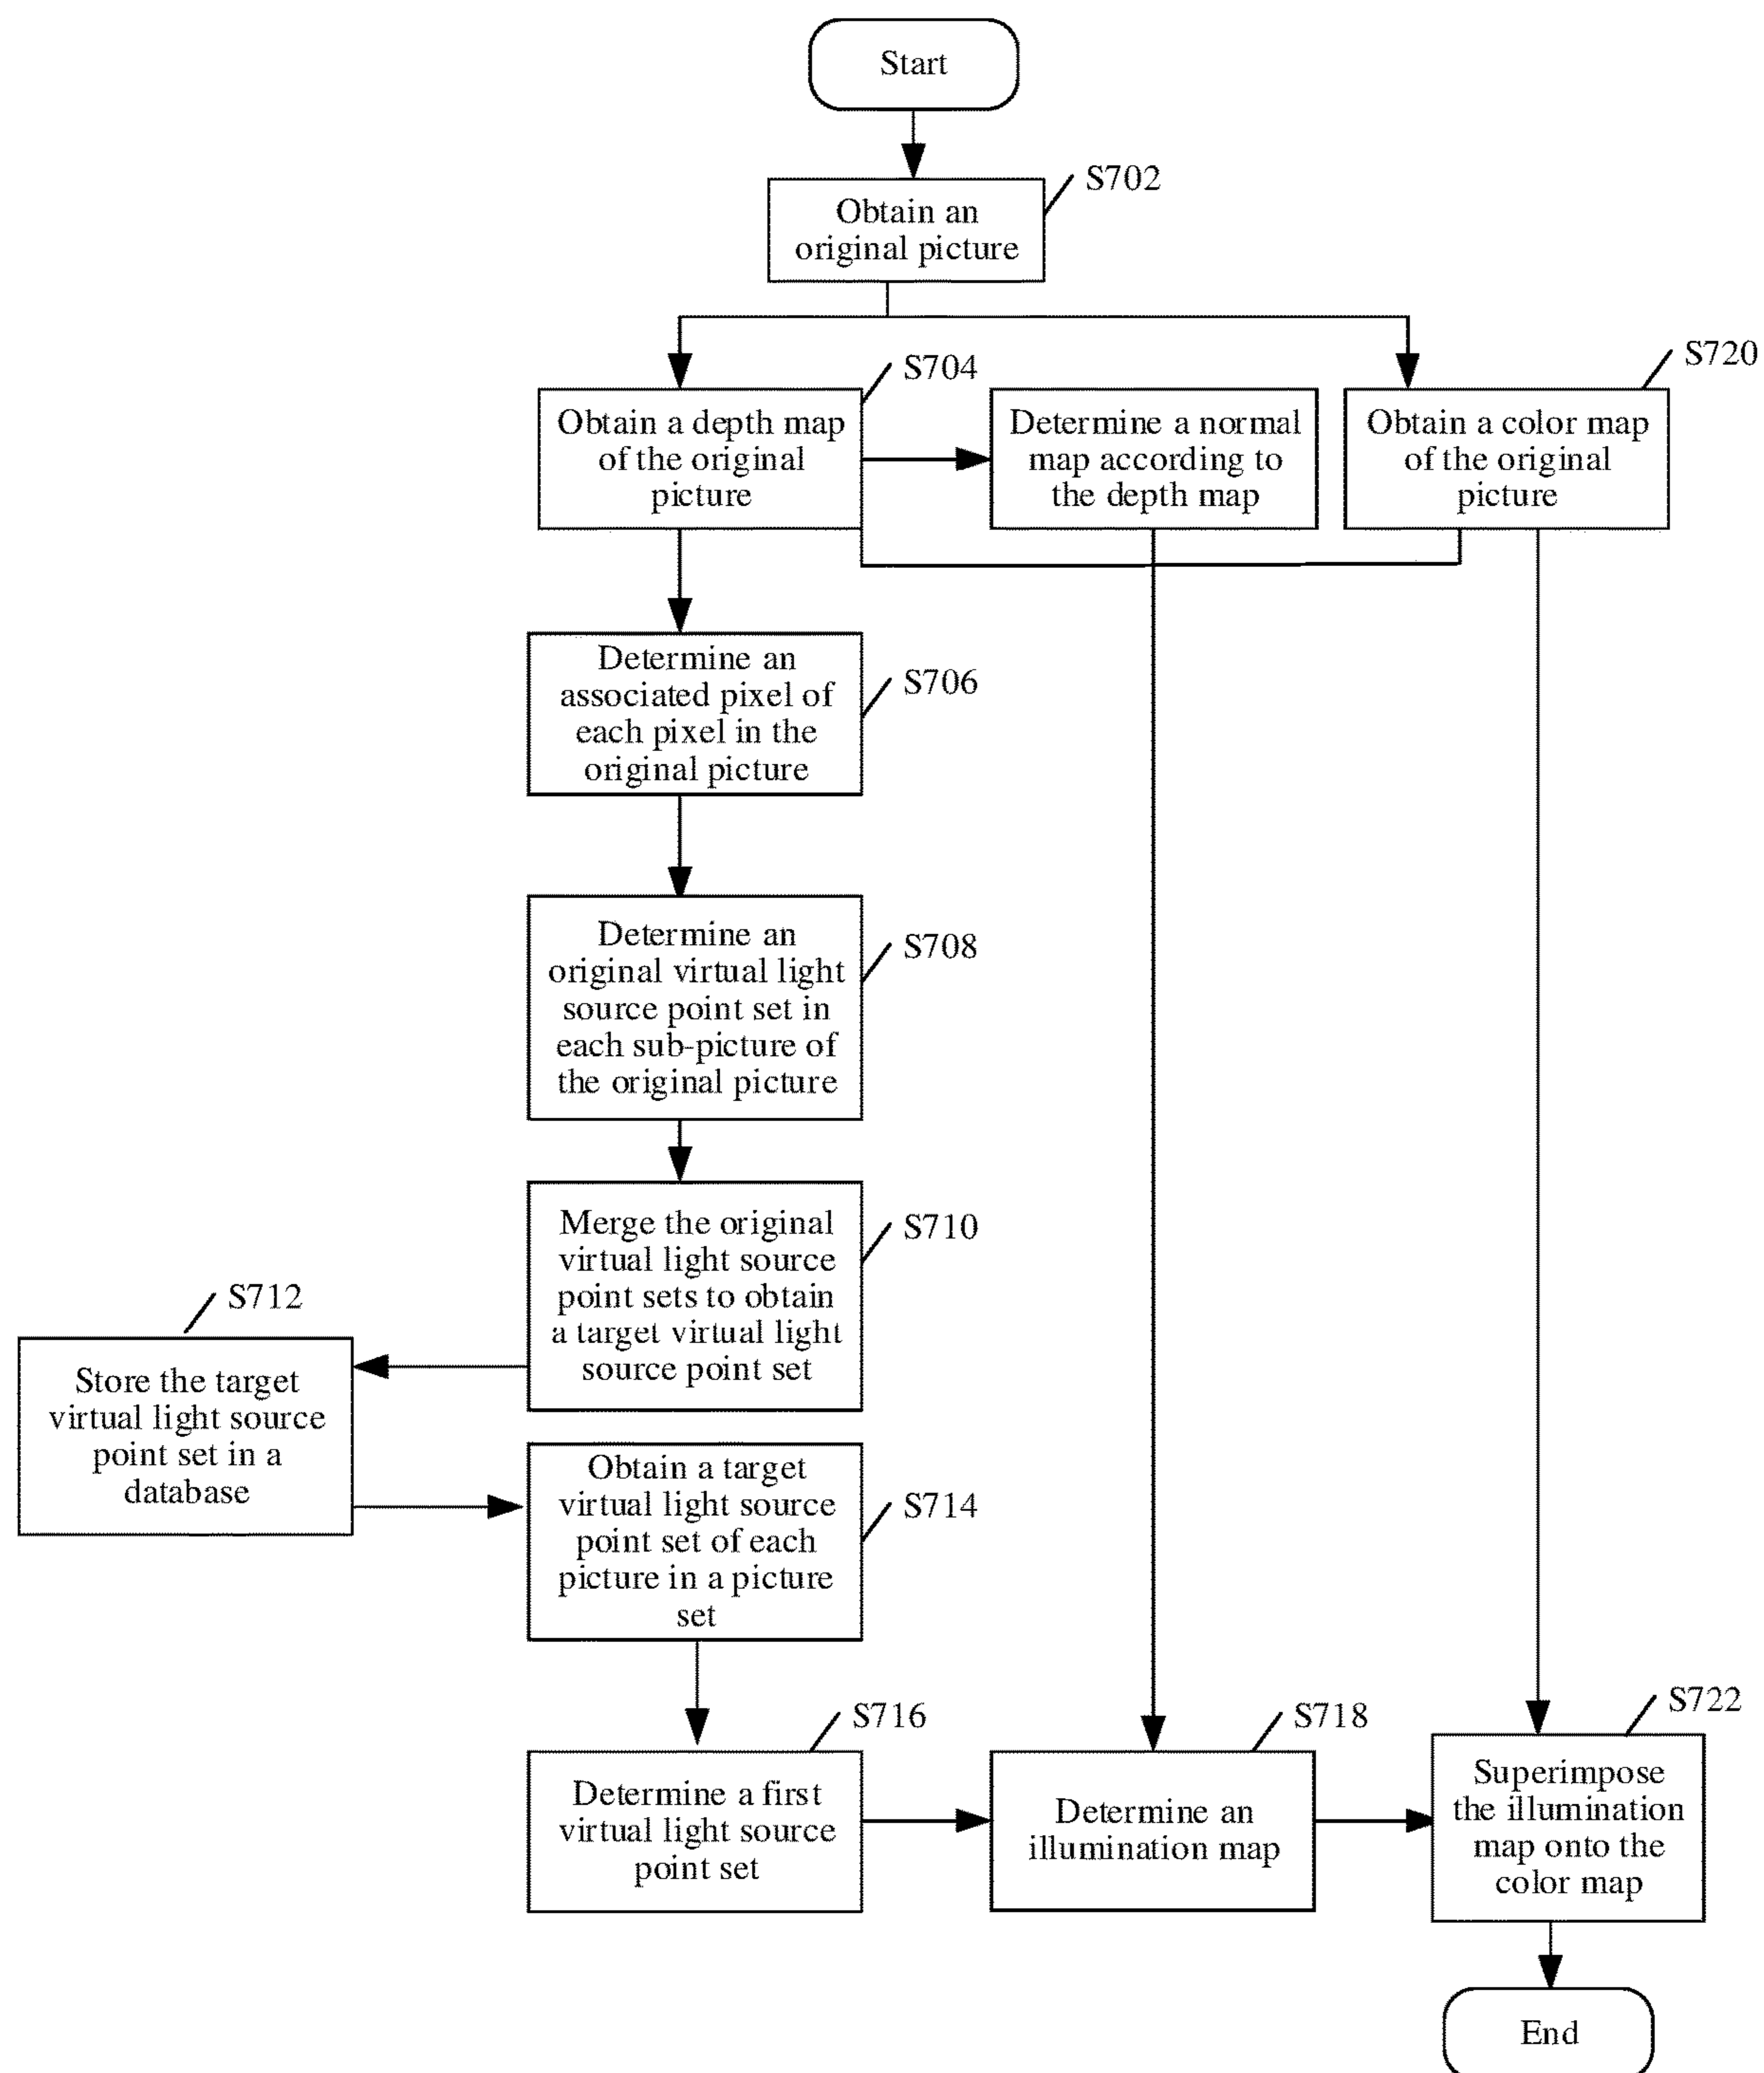 Start
S702
Obtain an
original picture
S704
Obtain a depth map
of the original
picture
Determine a normal
map according to
the depth map
S720
Obtain a color map
of the original
picture
S706
Determine an
associated pixel of
each pixel in the
original picture
S708
Determine an
original virtual light
source point set in
each sub-picture of
the original picture
S710
Merge the original
virtual light source
point sets to obtain
a target virtual light
source point set
S712
Store the target
virtual light source
point set in a
database
S714
Obtain a target
virtual light source
point set of each
picture in a picture
set
S716
Determine a first
virtual light source
point set
S718
Determine an
illumination map
S722
Superimpose
the illumination
map onto the
color map
End